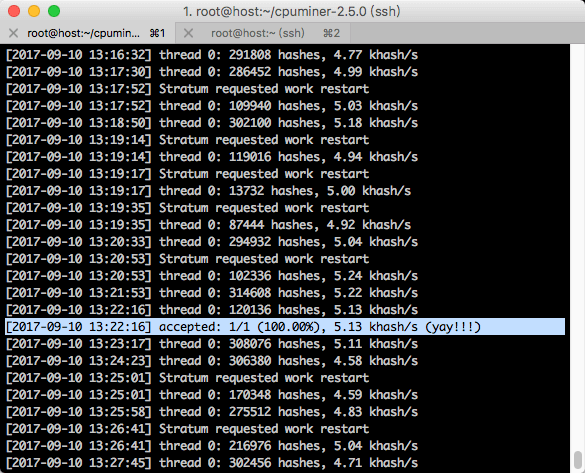 1. root@host:~/cpuminer-2.5.0 (ssh)
root@host:~/cpumin... ⌘1
root@host:~ (ssh) ⌘2
[2017-09-10 13:16:32] thread 0: 291808 hashes, 4.77 khash/s
[2017-09-10 13:17:30] thread 0: 286452 hashes, 4.99 khash/s
[2017-09-10 13:17:52] Stratum requested work restart
[2017-09-10 13:17:52] thread 0: 109940 hashes, 5.03 khash/s
[2017-09-10 13:18:50] thread 0: 302100 hashes, 5.18 khash/s
[2017-09-10 13:19:14] Stratum requested work restart
[2017-09-10 13:19:14] thread 0: 119016 hashes, 4.94 khash/s
[2017-09-10 13:19:17] Stratum requested work restart
[2017-09-10 13:19:17] thread 0: 13732 hashes, 5.00 khash/s
[2017-09-10 13:19:35] Stratum requested work restart
[2017-09-10 13:19:35] thread 0: 87444 hashes, 4.92 khash/s
[2017-09-10 13:20:33] thread 0: 294932 hashes, 5.04 khash/s
[2017-09-10 13:20:53] Stratum requested work restart
[2017-09-10 13:20:53] thread 0: 102336 hashes, 5.24 khash/s
[2017-09-10 13:21:53] thread 0: 314608 hashes, 5.22 khash/s
[2017-09-10 13:22:16] thread 0: 120136 hashes, 5.13 khash/s
[2017-09-10 13:22:16] accepted: 1/1 (100.00%), 5.13 khash/s (yay!!!)
[2017-09-10 13:23:17] thread 0: 308076 hashes, 5.11 khash/s
[2017-09-10 13:24:23] thread 0: 306380 hashes, 4.58 khash/s
[2017-09-10 13:25:01] Stratum requested work restart
[2017-09-10 13:25:01] thread 0: 170348 hashes, 4.59 khash/s
[2017-09-10 13:25:58] thread 0: 275512 hashes, 4.83 khash/s
[2017-09-10 13:26:41] Stratum requested work restart
[2017-09-10 13:26:41] thread 0: 216976 hashes, 5.04 khash/s
[2017-09-10 13:27:45] thread 0: 302456 hashes, 4.71 khash/s